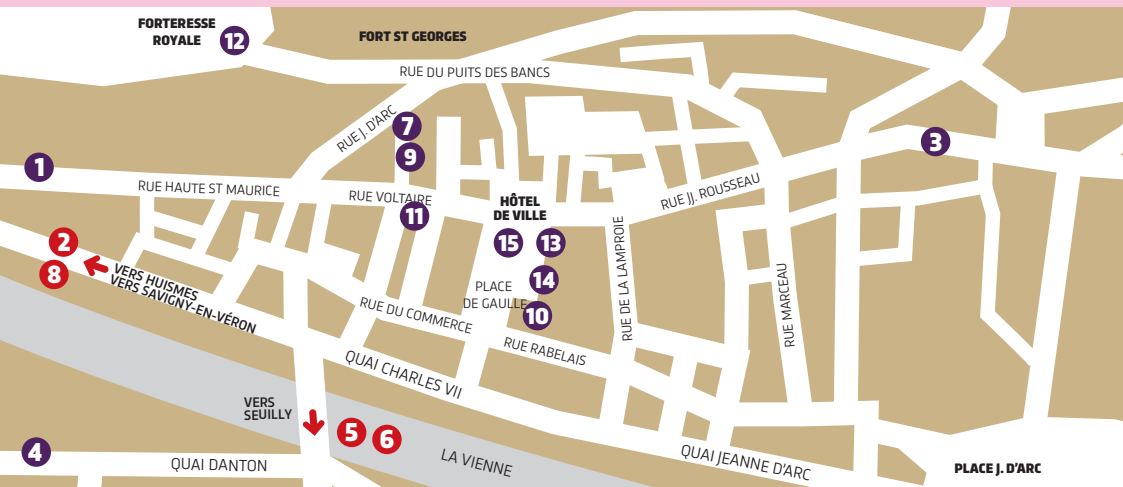 FORTERESSE
ROYALE
12
FORT ST GEORGES
RUE DU PUITS DES BANCS
RUE J. D'ARC
7
9
3
1
RUE HAUTE ST MAURICE
RUE VOLTAIRE
11
HÔTEL
DE VILLE
15
13
RUE JJ. ROUSSEAU
2
8
VERS HUISMES
VERS SAVIGNY-EN-VÉRON
14
PLACE
DE GAULLE
10
RUE DE LA LAMPROIE
RUE MARCEAU
RUE DU COMMERCE
RUE RABELAIS
QUAI CHARLES VII
VERS
SEUILLY
5
6
4
QUAI DANTON
LA VIENNE
QUAI JEANNE D'ARC
PLACE J. D'ARC